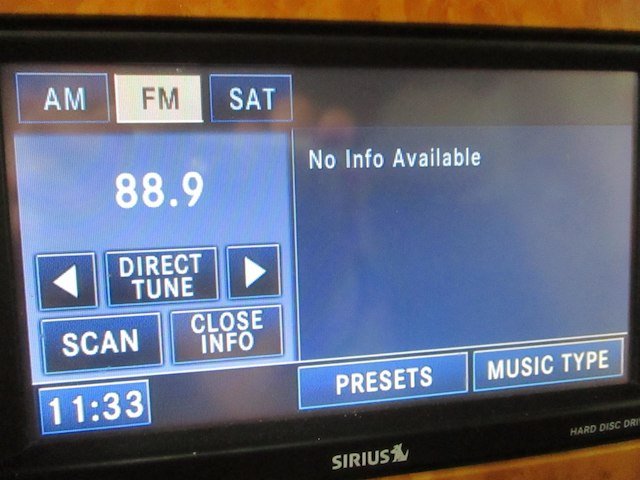 AM FM SAT
No Info Available
88.9
DIRECT
TUNE
SCAN
CLOSE
INFO
PRESETS MUSIC TYPE
11:33
SIRIUS
HARD DISC